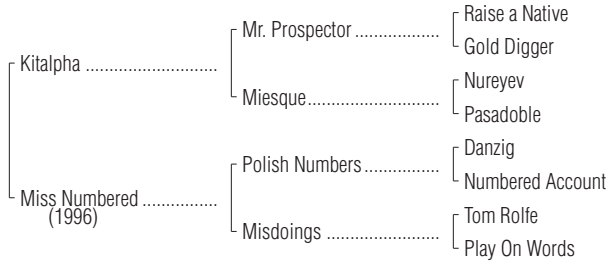 Raise a Native
Mr. Prospector ..................
Gold Digger
Kitalpha ............................
Nureyev
Miesque............................
Pasadoble
Danzig
Polish Numbers ................
Numbered Account
Miss Numbered ................
(1996)
Tom Rolfe
Misdoings ........................
Play On Words